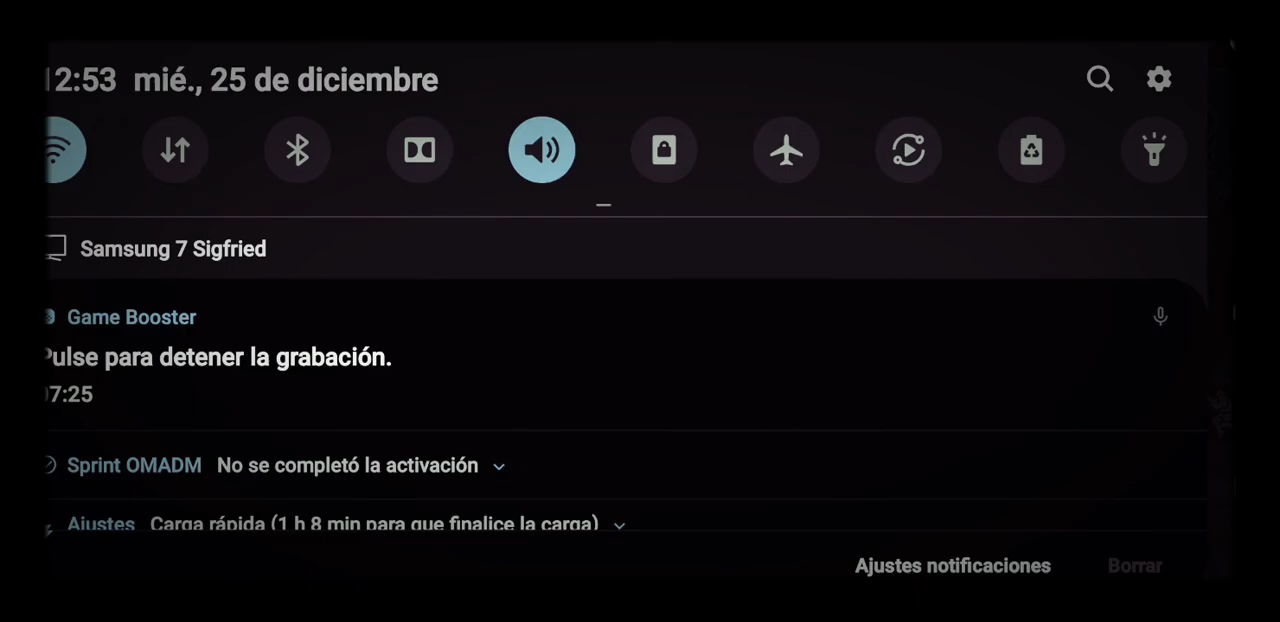 12:53 mié., 25 de diciembre
Samsung 7 Sigfried
Game Booster
Pulse para detener la grabación.
07:25
Sprint OMADM No se completó la activación
Ajustes Carga rápida (1 h 8 min para que finalice la carga)
Ajustes notificaciones Borrar